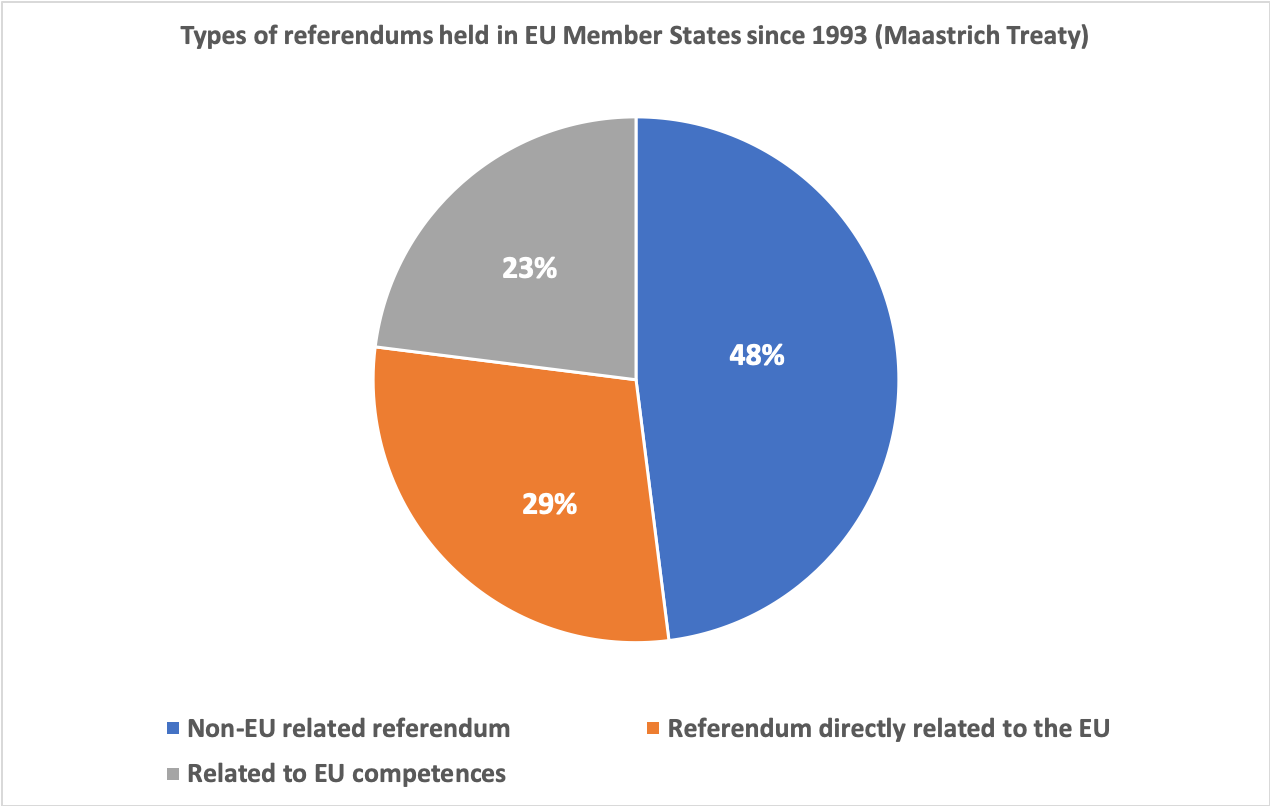 Types of referendums held in EU Member States since 1993 (Maastrich Treaty)
23%
48%
29%
Non-EU related referendum
Referendum directly related to the EU
Related to EU competences